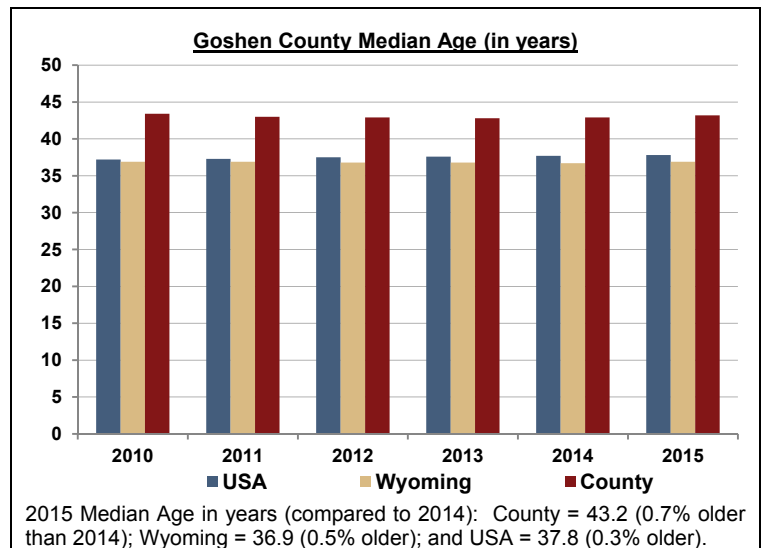 Goshen County Median Age (in years)
50
45
40
35
30
25
20
15
10
5
0
2010 2011 2012 2013 2014 2015
USA Wyoming County
2015 Median Age in years (compared to 2014): County = 43.2 (0.7% older
than 2014); Wyoming = 36.9 (0.5% older); and USA = 37.8 (0.3% older).